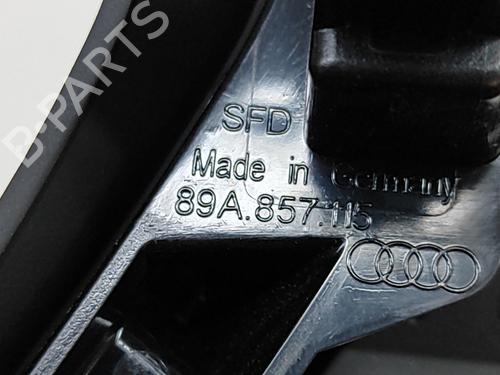 B-PARTS
SFD
Made in Germany
89A.857.115